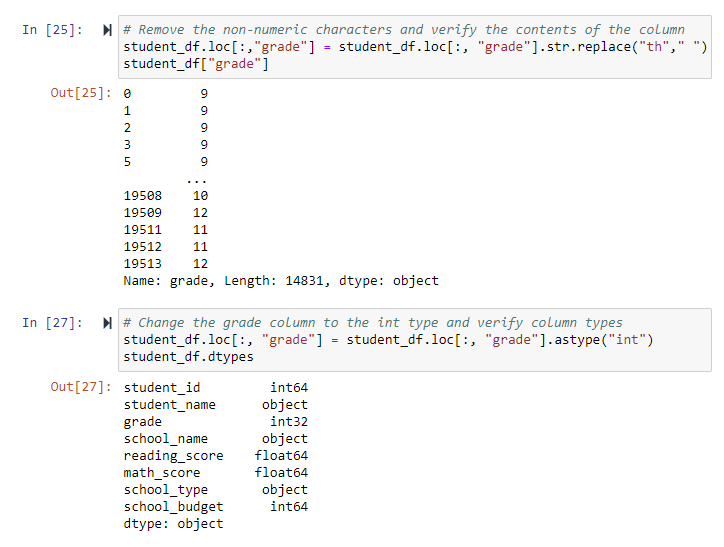 In [25]: # Remove the non-numeric characters and verify the contents of the column
student_df.loc[:,"grade"] = student_df.loc[:, "grade"].str.replace("th"," ")
student_df["grade"]
Out[25]: 0 9
1 9
2 9
3 9
5 9
...
19508 10
19509 12
19511 11
19512 11
19513 12
Name: grade, Length: 14831, dtype: object
In [27]: # Change the grade column to the int type and verify column types
student_df.loc[:, "grade"] = student_df.loc[:, "grade"].astype("int")
student_df.dtypes
Out[27]: student_id int64
student_name object
grade int32
school_name object
reading_score float64
math_score float64
school_type object
school_budget int64
dtype: object